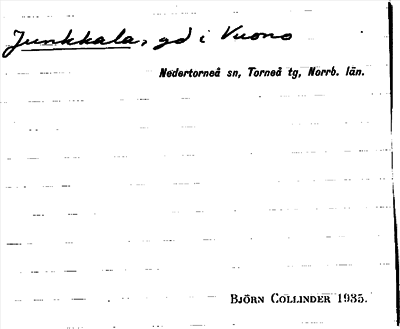 Junkkala, gd i Vuono
Nedertorneå sn, Torneå tg, Norrb. län.
BJÖRN COLLINDER 1935.